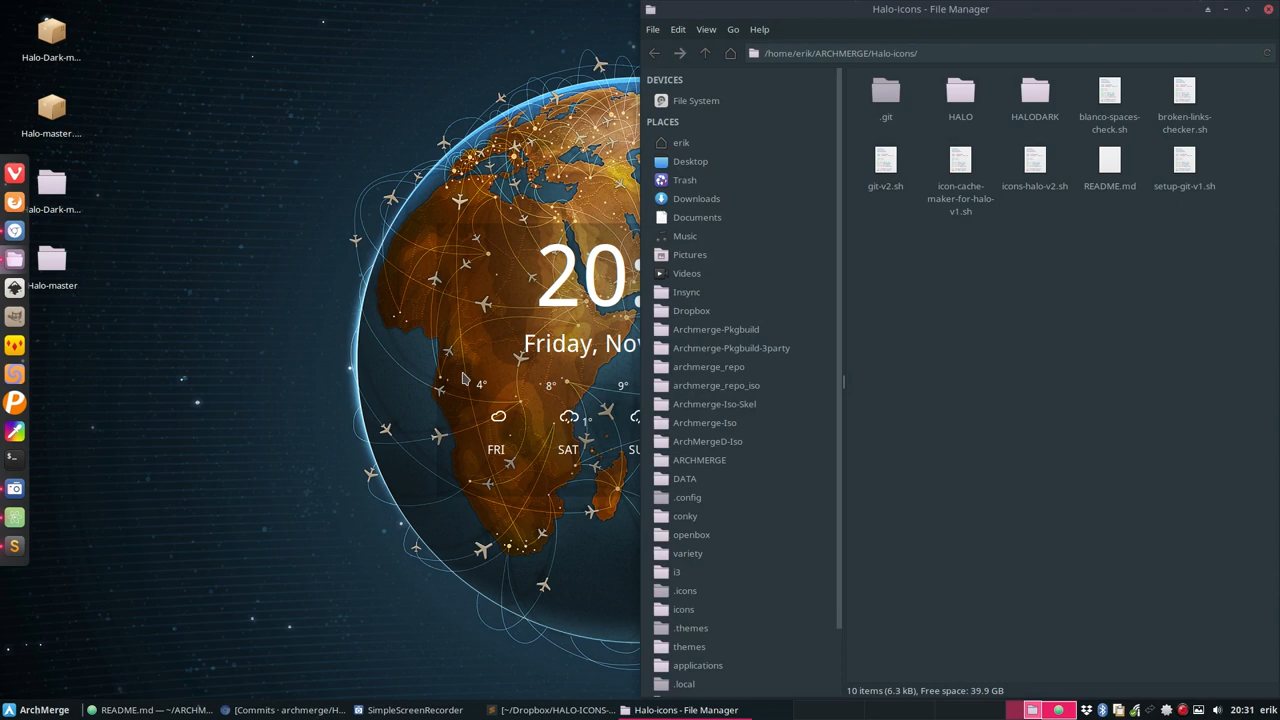 Halo-Dark-m...
Halo-master....
Halo-Dark-m...
Halo-master
20:
Friday, Nov
4°
8°
9°
1°
FRI
SAT
SU
Halo-icons - File Manager
File
Edit
View
Go
Help
/home/erik/ARCHMERGE/Halo-icons/
DEVICES
File System
PLACES
erik
Desktop
Trash
Downloads
Documents
Music
Pictures
Videos
Insync
Dropbox
Archmerge-Pkgbuild
Archmerge-Pkgbuild-3party
archmerge_repo
archmerge_repo_iso
Archmerge-Iso-Skel
Archmerge-Iso
ArchMergeD-Iso
ARCHMERGE
DATA
.config
conky
openbox
variety
i3
.icons
icons
.themes
themes
applications
.local
.git
HALO
HALODARK
blanco-spaces-
check.sh
broken-links-
checker.sh
git-v2.sh
icon-cache-
maker-for-halo-
v1.sh
icons-halo-v2.sh
README.md
setup-git-v1.sh
10 items (6.3 kB), Free space: 39.9 GB
ArchMerge
README.md — ~/ARCHM...
[Commits · archmerge/H...
SimpleScreenRecorder
[~/Dropbox/HALO-ICONS-...
Halo-icons - File Manager
20:31
erik